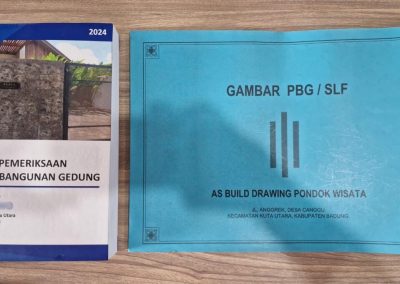 2024
PEMERIKSAAN
BANGUNAN GEDUNG
Utara
GAMBAR PBG / SLF
AS BUILD DRAWING PONDOK WISATA
JL. ANGGREK, DESA CANGGU
KECAMATAN KUTA UTARA, KABUPATEN BADUNG